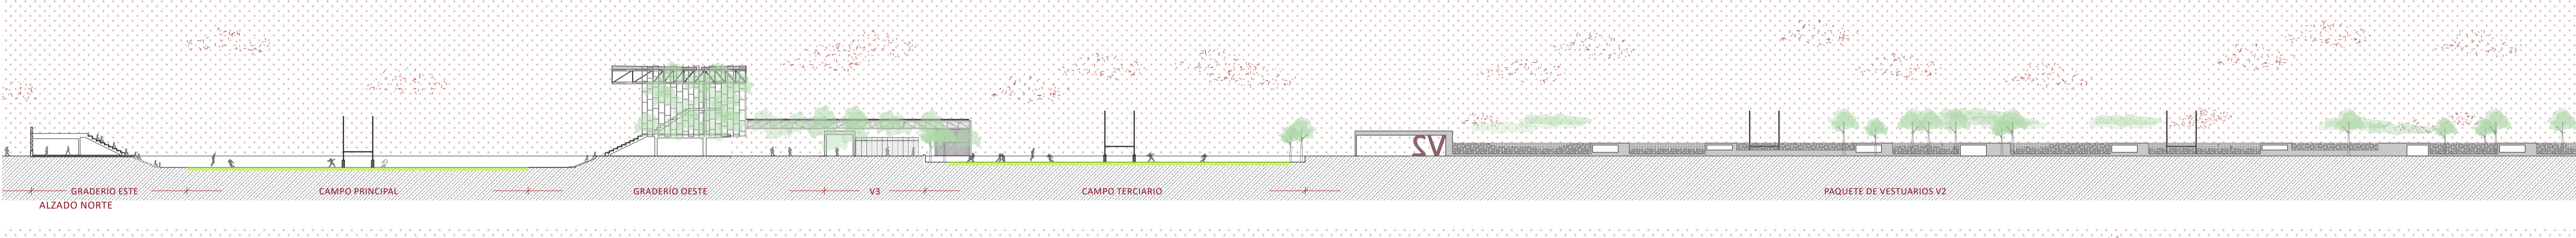 V2
GRADERÍO ESTE
CAMPO PRINCIPAL
GRADERÍO OESTE
V3
CAMPO TERCIARIO
PAQUETE DE VESTUARIOS V2
ALZADO NORTE